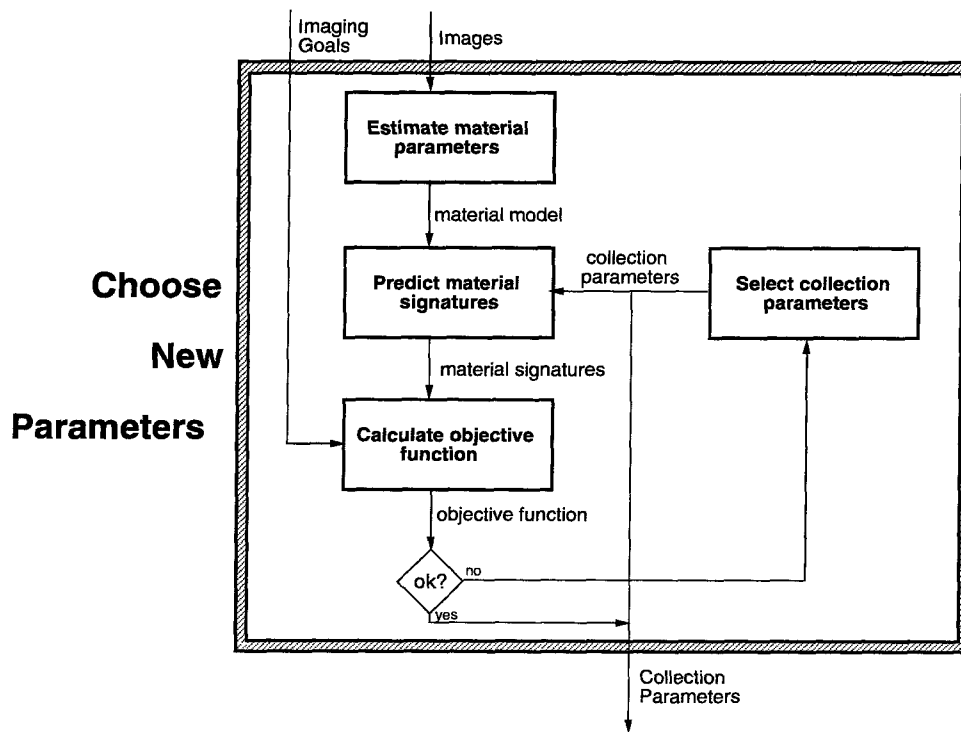 Imaging
Goals
Images
Estimate material
parameters
material model
collection
parameters
Choose
Predict material
signatures
Select collection
parameters
New
material signatures
Parameters
Calculate objective
function
objective function
ok?
no
yes
Collection
Parameters